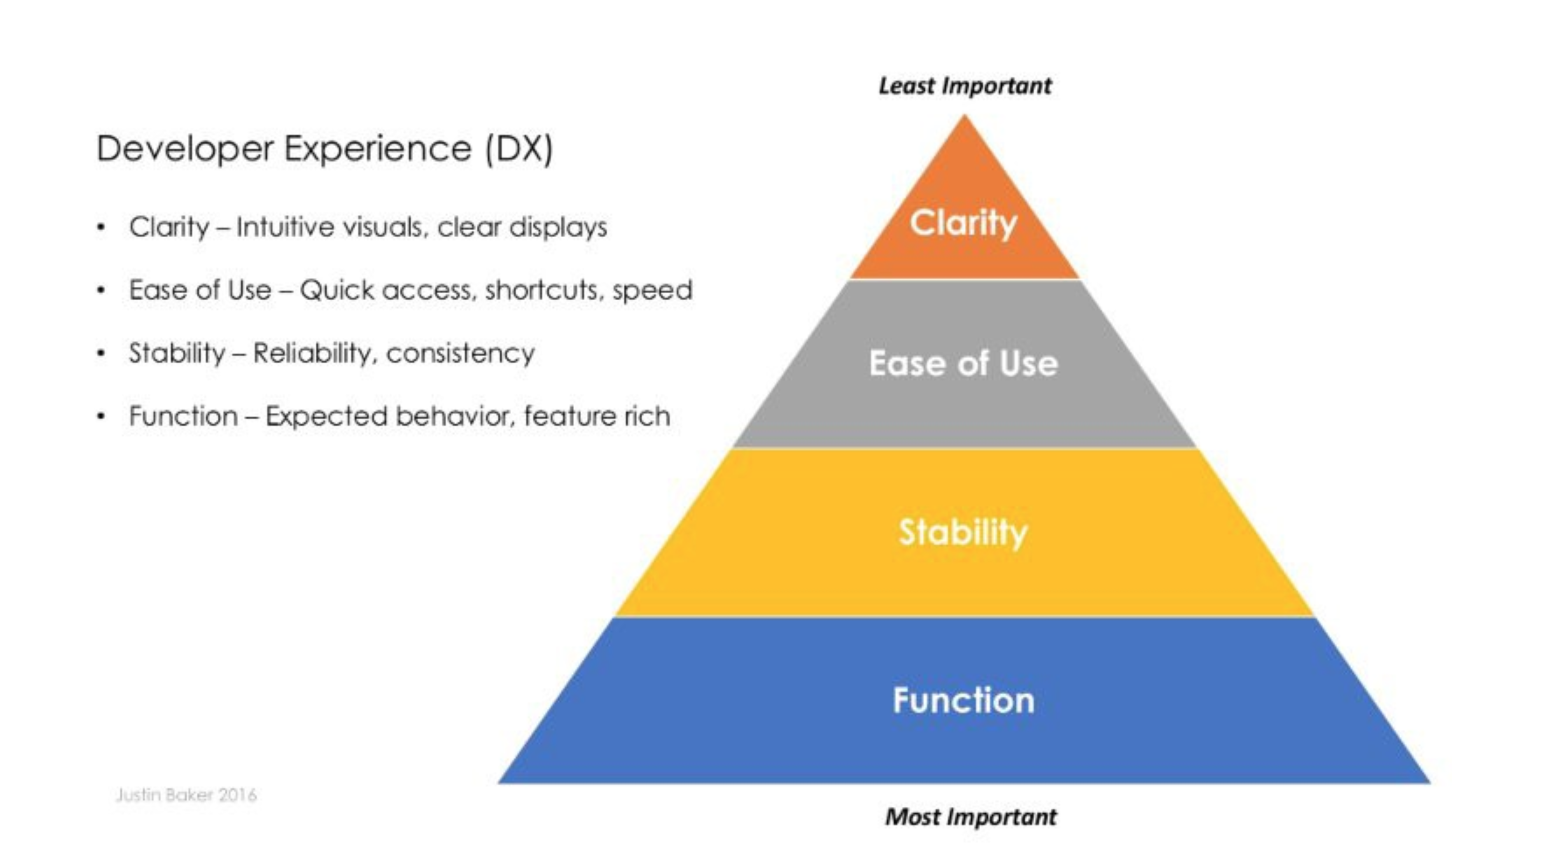 Developer Experience (DX)
• Clarity – Intuitive visuals, clear displays
• Ease of Use – Quick access, shortcuts, speed
• Stability – Reliability, consistency
• Function – Expected behavior, feature rich
Least Important
Clarity
Ease of Use
Stability
Function
Most Important
Justin Baker 2016